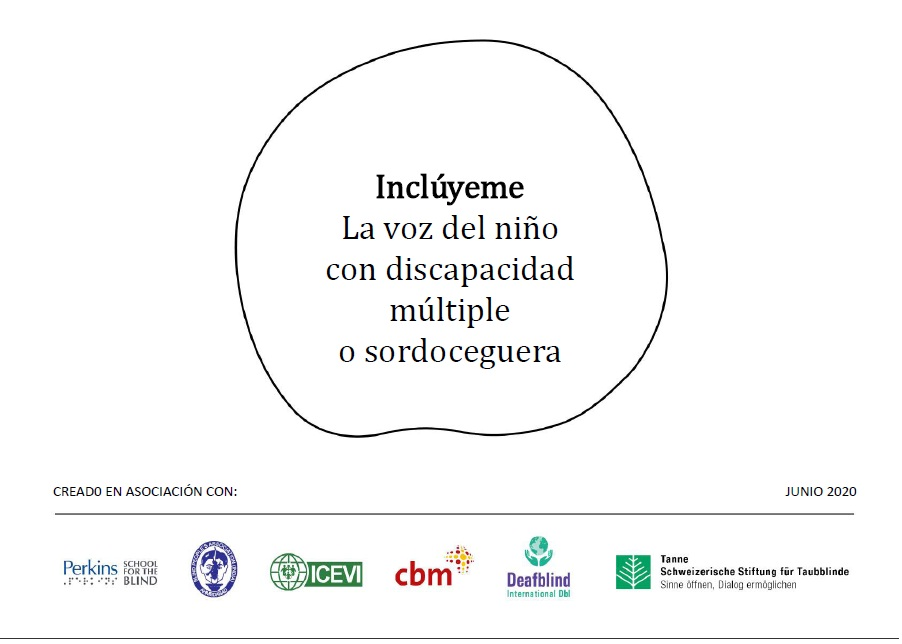 Inclúyeme
La voz del niño
con discapacidad
múltiple
o sordoceguera
CREAD0 EN ASOCIACIÓN CON:
JUNIO 2020
Perkins
SCHOOL
FOR THE
BLIND
ICEVI
cbm
Deafblind
International DbI
Tanne
Schweizerische Stiftung für Taubblinde
Sinne öffnen, Dialog ermöglichen